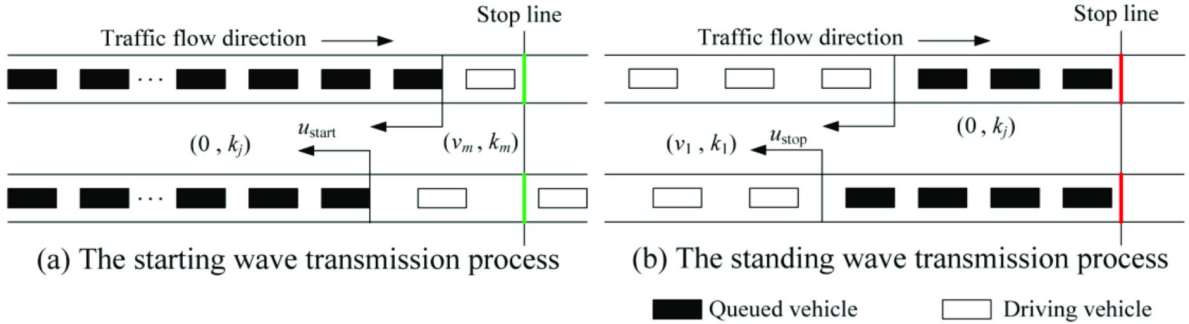 Stop line
Traffic flow direction
. . .
u_start
(0 , k_j)
(v_m , k_m)
. . .
(a) The starting wave transmission process
Stop line
Traffic flow direction
(0 , k_j)
u_stop
(v_1 , k_1)
(b) The standing wave transmission process
Queued vehicle Driving vehicle